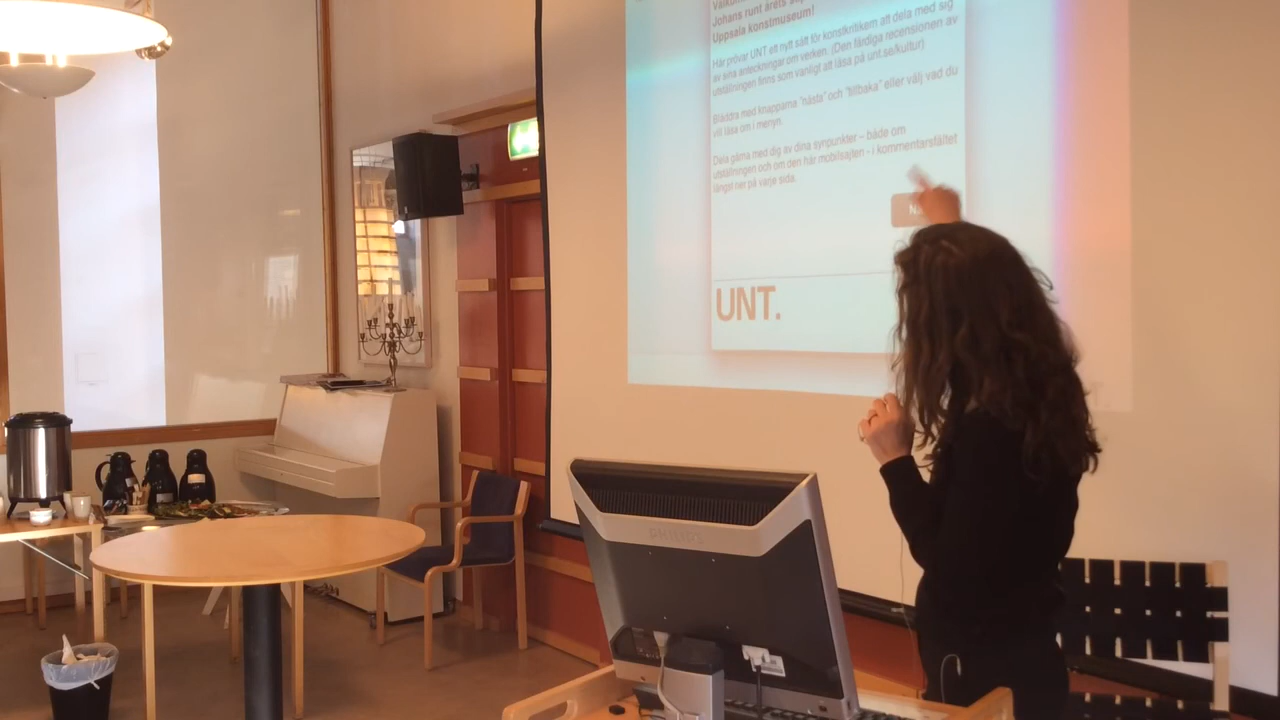 Johans runt årets
Uppsala konstmuseum!
Här prövar UNT ett nytt sätt för konstkritikern att dela med sig
av sina anteckningar om verken. (Den färdiga recensionen av
utställningen finns som vanligt att läsa på unt.se/kultur)
Bläddra med knapparna "nästa" och "tillbaka" eller välj vad du
vill läsa om i menyn.
Dela gärna med dig av dina synpunkter – både om
utställningen och om den här mobilsajten – i kommentarsfältet
längst ner på varje sida.
UNT.
PHILIPS